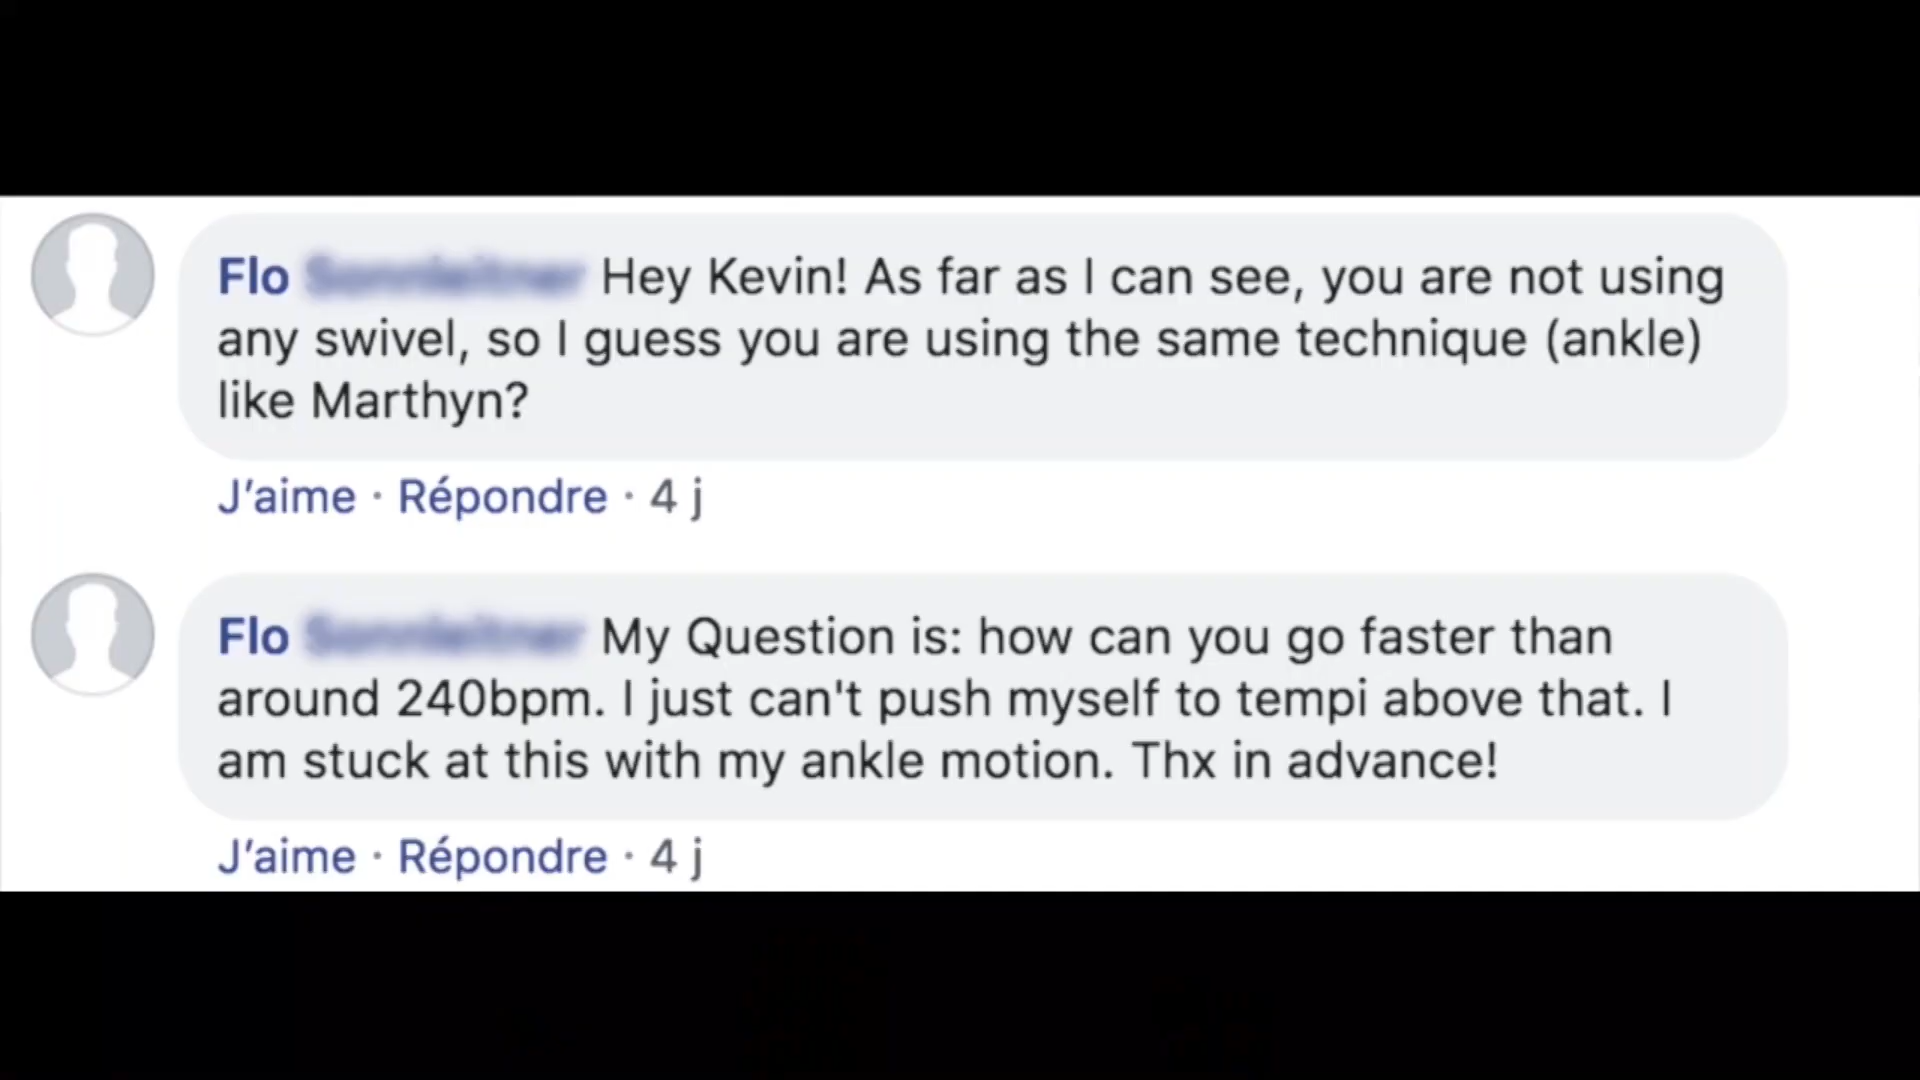 Flo Hey Kevin! As far as I can see, you are not using
any swivel, so I guess you are using the same technique (ankle)
like Marthyn?
J'aime · Répondre · 4 j
Flo My Question is: how can you go faster than
around 240bpm. I just can't push myself to tempi above that. I
am stuck at this with my ankle motion. Thx in advance!
J'aime · Répondre · 4 j